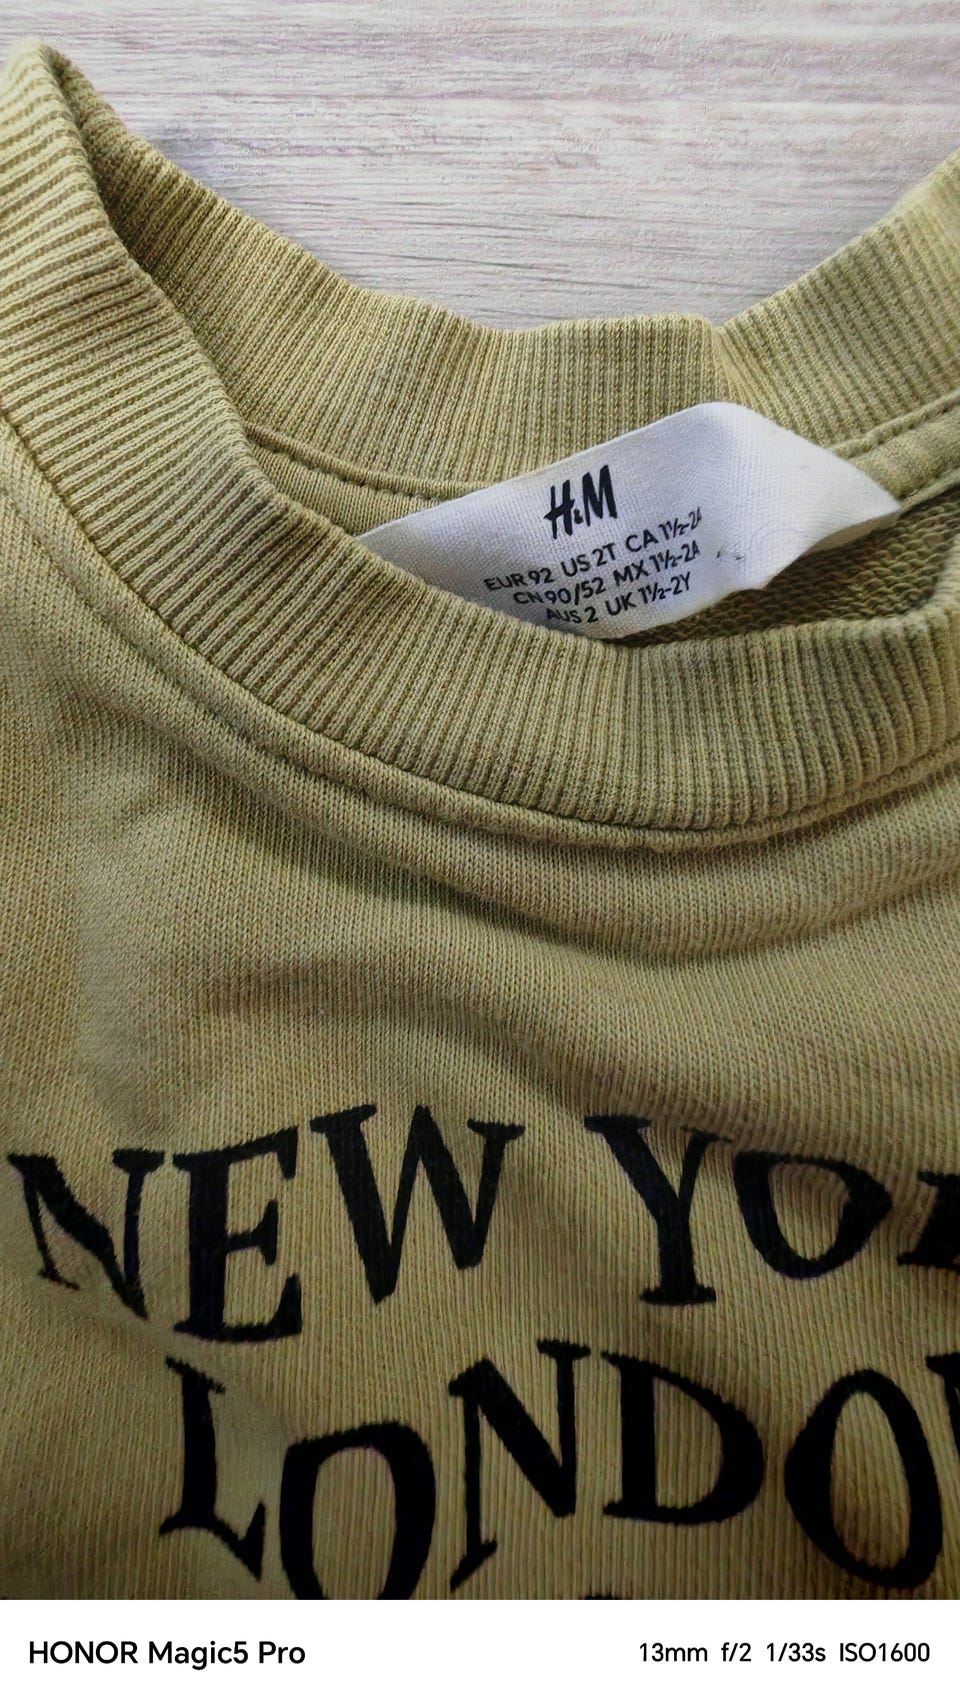 H&M
EUR 92 US 2T CA 1½-2A
CN 90/52 MX 1½-2A
AUS 2 UK 1½-2Y
NEW YO
LONDO
HONOR Magic5 Pro
13mm f/2 1/33s ISO1600